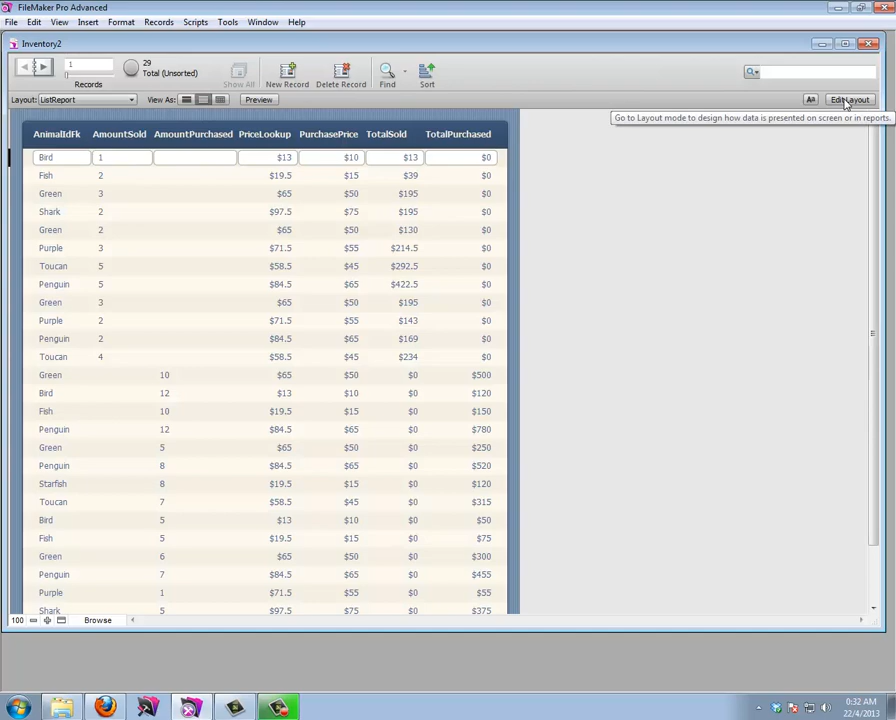 FileMaker Pro Advanced
File Edit View Insert Format Records Scripts Tools Window Help
Inventory2
1
29
Total (Unsorted)
Records Show All New Record Delete Record Find Sort
Layout: ListReport View As: Preview Aa Edit Layout
Go to Layout mode to design how data is presented on screen or in reports.
AnimalIdFk AmountSold AmountPurchased PriceLookup PurchasePrice TotalSold TotalPurchased
Bird 1 $13 $10 $13 $0
Fish 2 $19.5 $15 $39 $0
Green 3 $65 $50 $195 $0
Shark 2 $97.5 $75 $195 $0
Green 2 $65 $50 $130 $0
Purple 3 $71.5 $55 $214.5 $0
Toucan 5 $58.5 $45 $292.5 $0
Penguin 5 $84.5 $65 $422.5 $0
Green 3 $65 $50 $195 $0
Purple 2 $71.5 $55 $143 $0
Penguin 2 $84.5 $65 $169 $0
Toucan 4 $58.5 $45 $234 $0
Green 10 $65 $50 $0 $500
Bird 12 $13 $10 $0 $120
Fish 10 $19.5 $15 $0 $150
Penguin 12 $84.5 $65 $0 $780
Green 5 $65 $50 $0 $250
Penguin 8 $84.5 $65 $0 $520
Starfish 8 $19.5 $15 $0 $120
Toucan 7 $58.5 $45 $0 $315
Bird 5 $13 $10 $0 $50
Fish 5 $19.5 $15 $0 $75
Green 6 $65 $50 $0 $300
Penguin 7 $84.5 $65 $0 $455
Purple 1 $71.5 $55 $0 $55
Shark 5 $97.5 $75 $0 $375
100 Browse
0:32 AM
22/4/2013